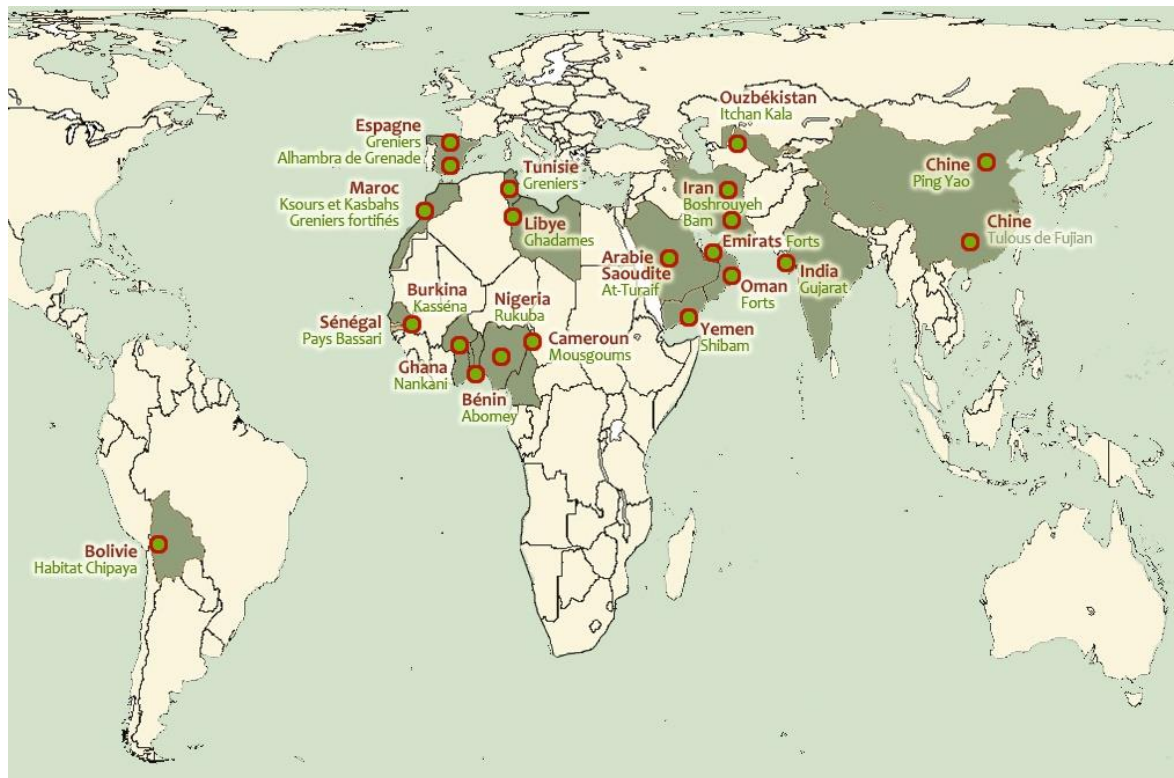 Ouzbékistan
Itchan Kala
Espagne
Greniers
Alhambra de Grenade
Chine
Ping Yao
Tunisie
Greniers
Iran
Boshrouyeh
Bam
Maroc
Ksours et Kasbahs
Greniers fortifiés
Libye
Ghadames
Chine
Tulous de Fujian
Emirats Forts
Arabie
Saoudite
At-Turaif
India
Gujarat
Oman
Forts
Burkina
Kasséna
Nigeria
Rukuba
Sénégal
Pays Bassari
Yemen
Shibam
Cameroun
Mousgoums
Ghana
Nankani
Bénin
Abomey
Bolivie
Habitat Chipaya